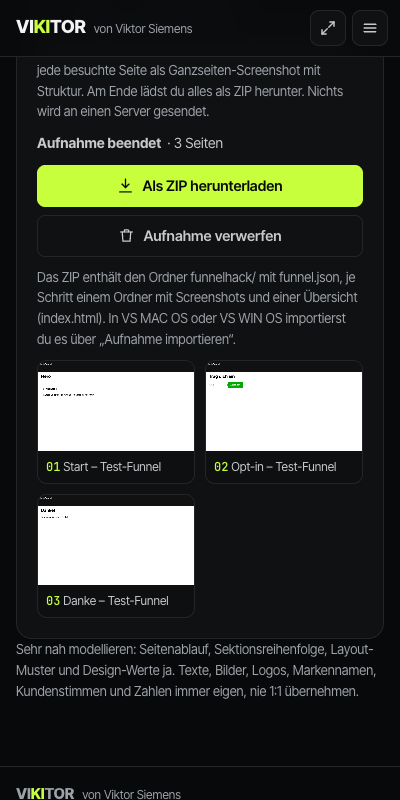 VIKITOR von Viktor Siemens
jede besuchte Seite als Ganzseiten-Screenshot mit
Struktur. Am Ende lädst du alles als ZIP herunter. Nichts
wird an einen Server gesendet.
Aufnahme beendet · 3 Seiten
Als ZIP herunterladen
Aufnahme verwerfen
Das ZIP enthält den Ordner funnelhack/ mit funnel.json, je
Schritt einem Ordner mit Screenshots und einer Übersicht
(index.html). In VS MAC OS oder VS WIN OS importierst
du es über „Aufnahme importieren“.
01 Start – Test-Funnel
02 Opt-in – Test-Funnel
03 Danke – Test-Funnel
Sehr nah modellieren: Seitenablauf, Sektionsreihenfolge, Layout-
Muster und Design-Werte ja. Texte, Bilder, Logos, Markennamen,
Kundenstimmen und Zahlen immer eigen, nie 1:1 übernehmen.
VIKITOR von Viktor Siemens